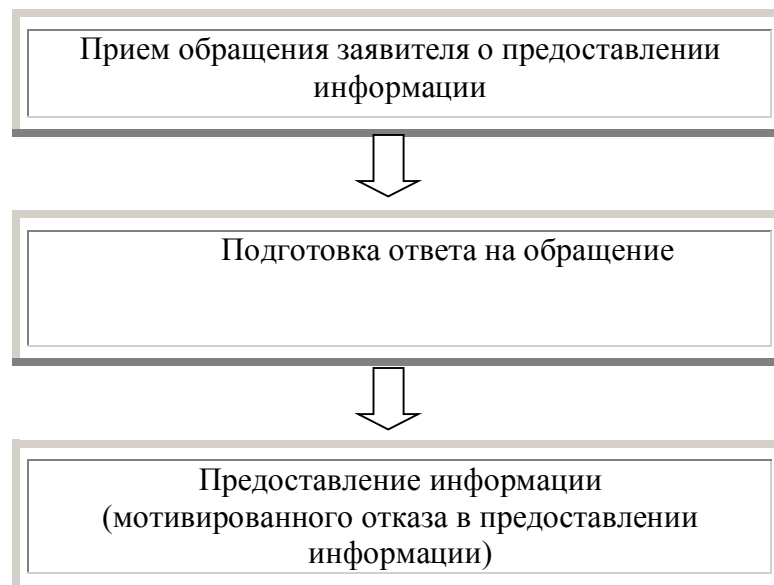 Прием обращения заявителя о предоставлении
информации
Подготовка ответа на обращение
Предоставление информации
(мотивированного отказа в предоставлении
информации)